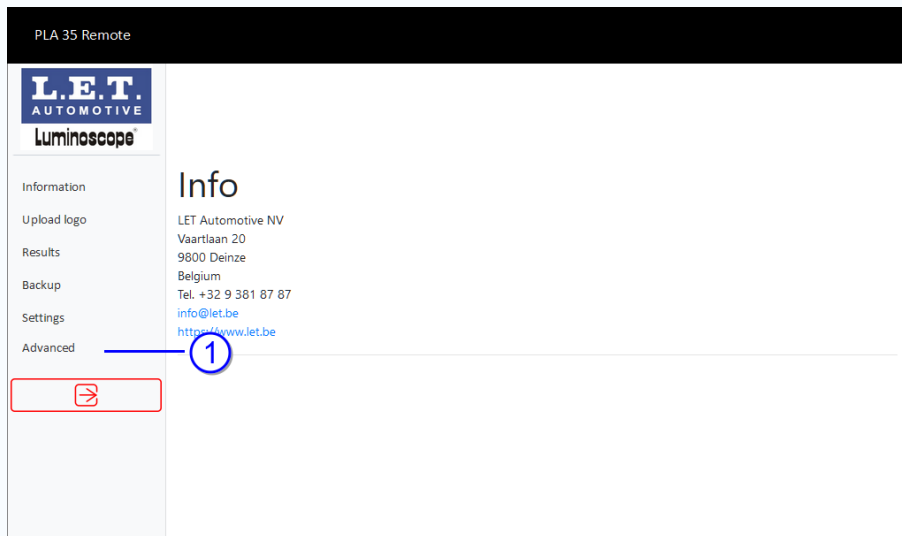 PLA 35 Remote
L.E.T.
AUTOMOTIVE
Luminoscope®
Information
Upload logo
Results
Backup
Settings
Advanced
1
Info
LET Automotive NV
Vaartlaan 20
9800 Deinze
Belgium
Tel. +32 9 381 87 87
info@let.be
https://www.let.be